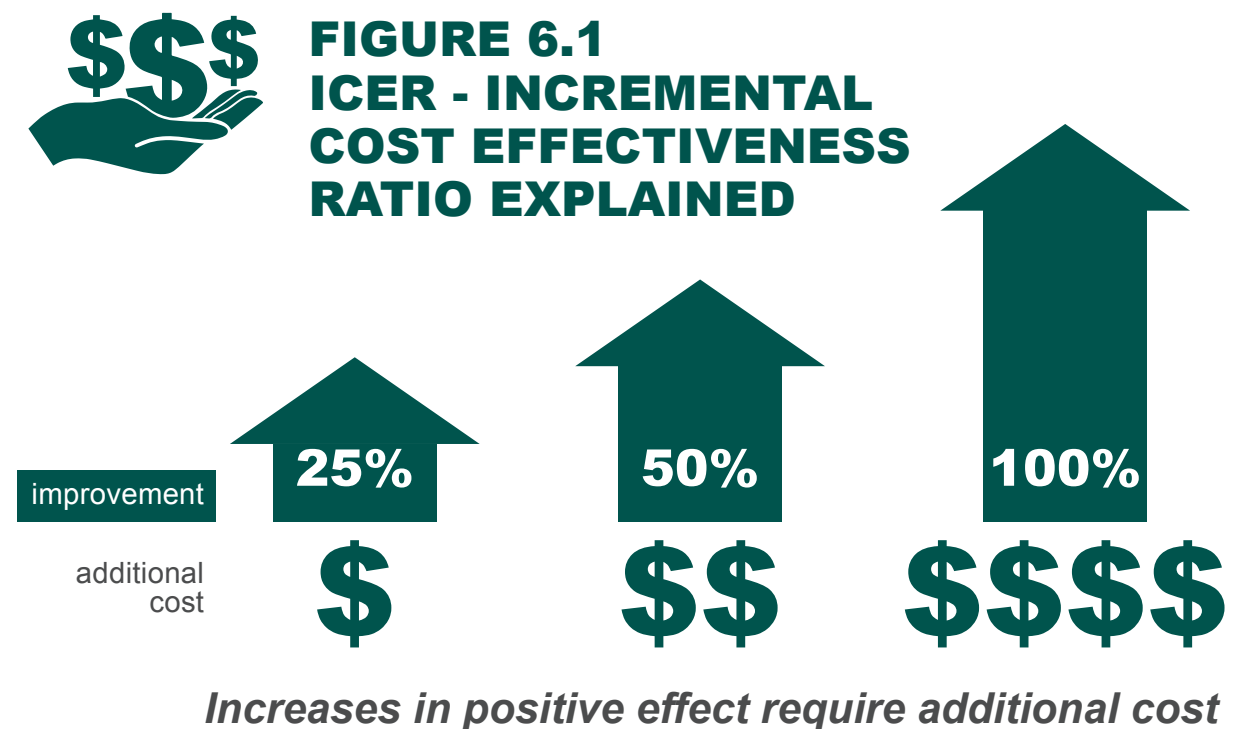 $$$
FIGURE 6.1
ICER - INCREMENTAL
COST EFFECTIVENESS
RATIO EXPLAINED
improvement
25%
50%
100%
additional
cost
$
$$
$$$$
Increases in positive effect require additional cost